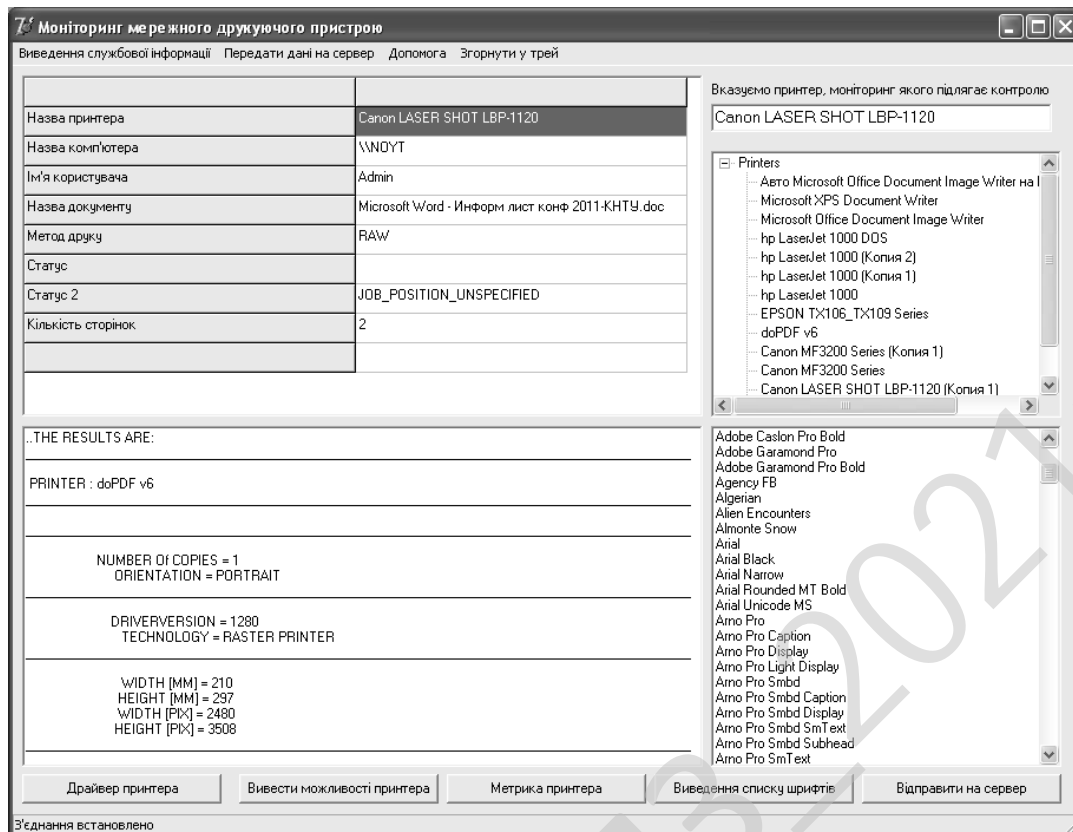 Моніторинг мережного друкуючого пристрою
Виведення службової інформації Передати дані на сервер Допомога Згорнути у трей
Назва принтера Canon LASER SHOT LBP-1120
Назва комп'ютера \\NOYT
Ім'я користувача Admin
Назва документу Microsoft Word - Информ лист конф 2011-КНТУ.doc
Метод друку RAW
Статус
Статус 2 JOB_POSITION_UNSPECIFIED
Кількість сторінок 2
Вказуємо принтер, моніторинг якого підлягає контролю
Canon LASER SHOT LBP-1120
Printers
Авто Microsoft Office Document Image Writer на
Microsoft XPS Document Writer
Microsoft Office Document Image Writer
hp LaserJet 1000 DOS
hp LaserJet 1000 (Копия 2)
hp LaserJet 1000 (Копия 1)
hp LaserJet 1000
EPSON TX106_TX109 Series
doPDF v6
Canon MF3200 Series (Копия 1)
Canon MF3200 Series
Canon LASER SHOT LBP-1120 (Копия 1)
..THE RESULTS ARE:
PRINTER : doPDF v6
NUMBER Of COPIES = 1
ORIENTATION = PORTRAIT
DRIVERVERSION = 1280
TECHNOLOGY = RASTER PRINTER
WIDTH [MM] = 210
HEIGHT [MM] = 297
WIDTH [PIX] = 2480
HEIGHT [PIX] = 3508
Adobe Caslon Pro Bold
Adobe Garamond Pro
Adobe Garamond Pro Bold
Agency FB
Algerian
Alien Encounters
Almonte Snow
Arial
Arial Black
Arial Narrow
Arial Rounded MT Bold
Arial Unicode MS
Arno Pro
Arno Pro Caption
Arno Pro Display
Arno Pro Light Display
Arno Pro Smbd
Arno Pro Smbd Caption
Arno Pro Smbd Display
Arno Pro Smbd SmText
Arno Pro Smbd Subhead
Arno Pro SmText
Драйвер принтера Вивести можливості принтера Метрика принтера Виведення списку шрифтів Відправити на сервер
З'єднання встановлено